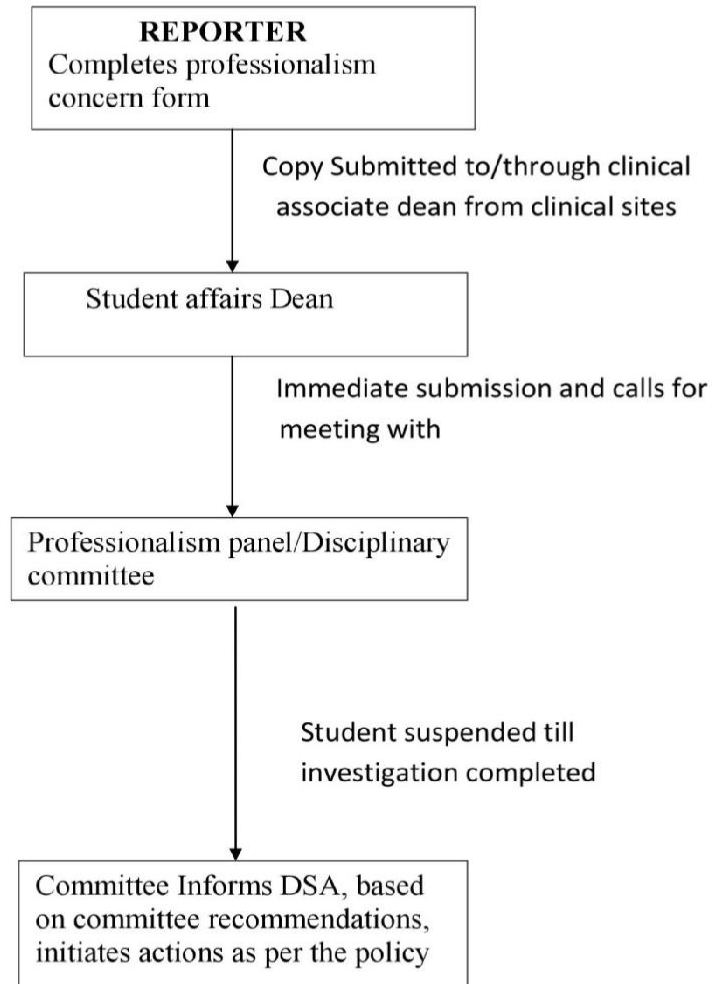 REPORTER
Completes professionalism
concern form
Copy Submitted to/through clinical
associate dean from clinical sites
Student affairs Dean
Immediate submission and calls for
meeting with
Professionalism panel/Disciplinary
committee
Student suspended till
investigation completed
Committee Informs DSA, based
on committee recommendations,
initiates actions as per the policy